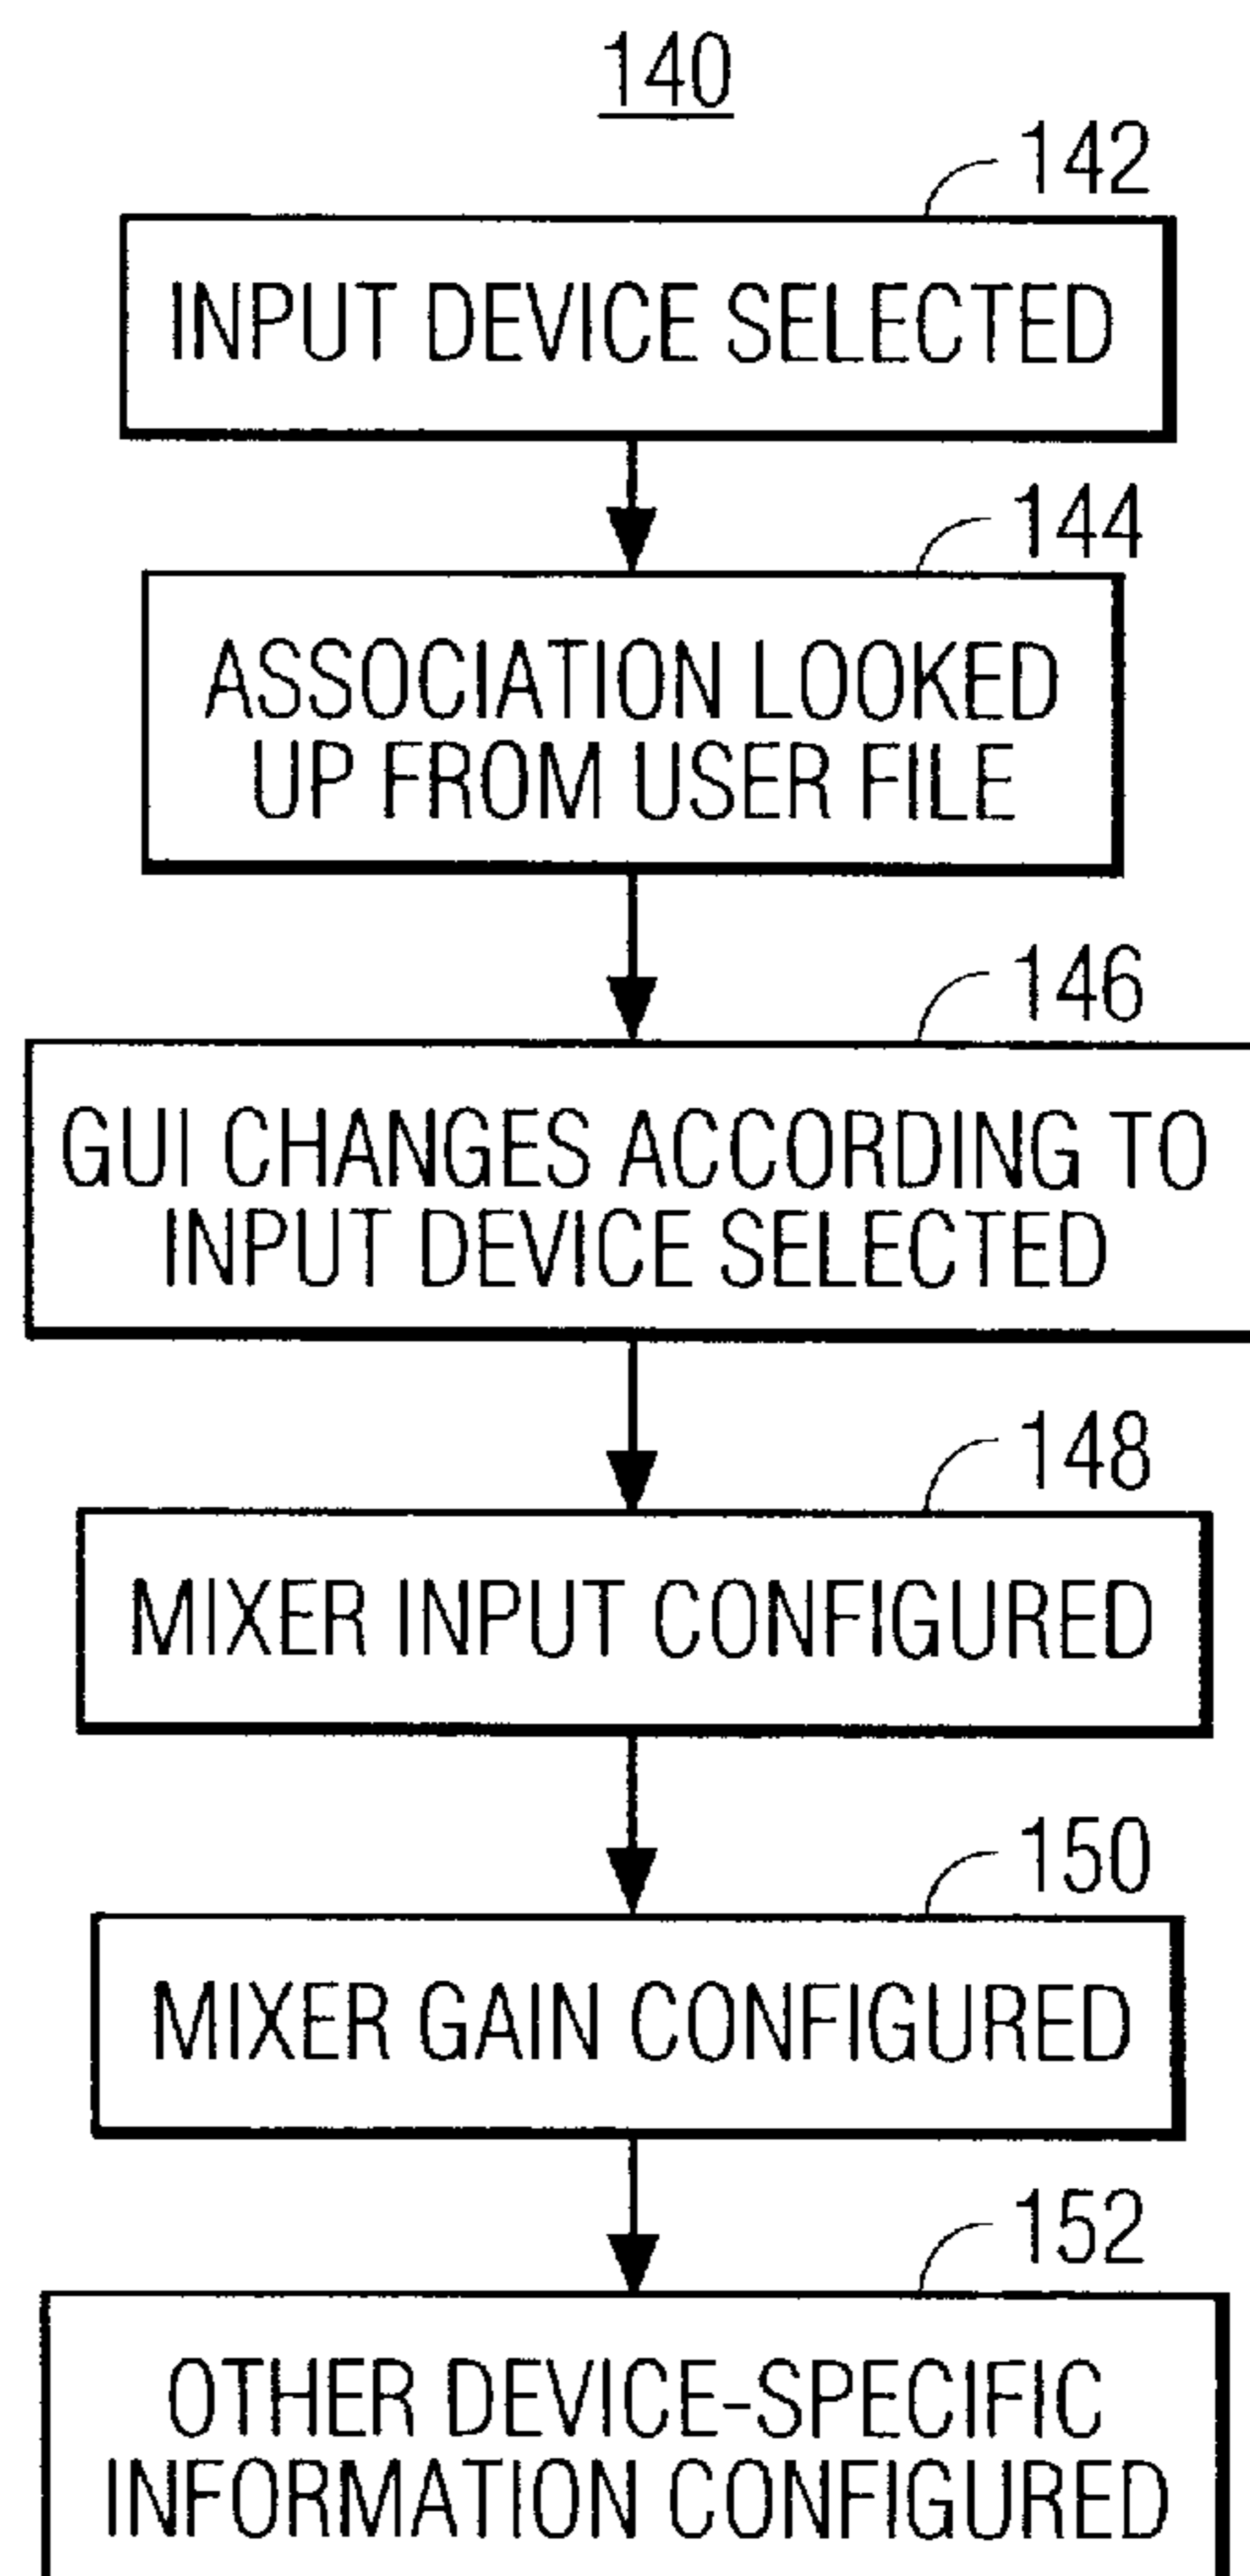 140
142
INPUT DEVICE SELECTED
144
ASSOCIATION LOOKED
UP FROM USER FILE
146
GUI CHANGES ACCORDING TO
INPUT DEVICE SELECTED
148
MIXER INPUT CONFIGURED
150
MIXER GAIN CONFIGURED
152
OTHER DEVICE-SPECIFIC
INFORMATION CONFIGURED